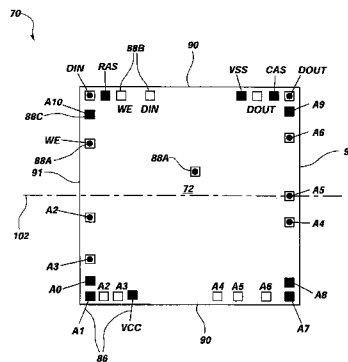 70
90
88B
DIN
RAS
VSS
CAS
DOUT
A10
WE
DIN
DOUT
A9
88C
WE
A6
88A
88A
91
9
72
A5
102
A2
A4
A3
A0
A2
A3
A4
A5
A6
A8
A1
VCC
A7
86
90